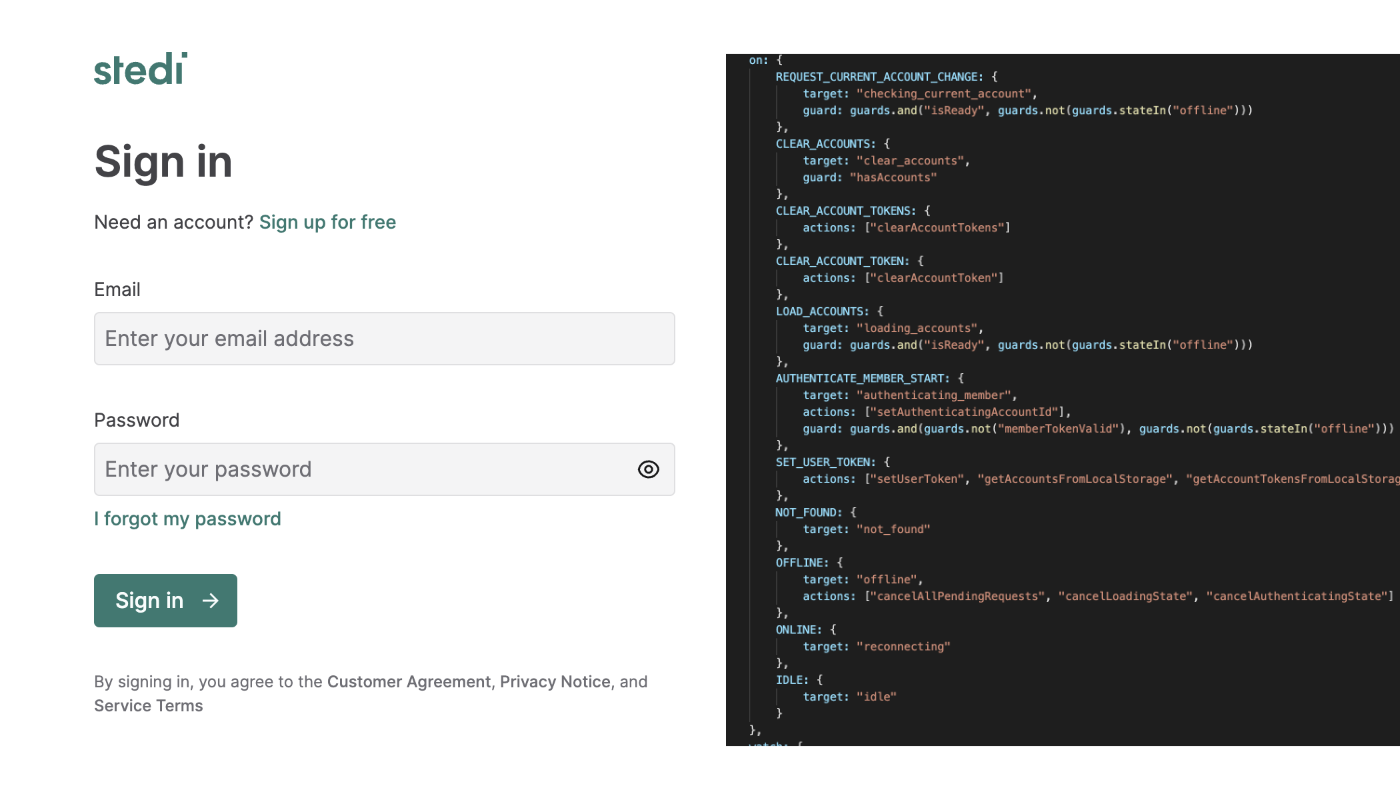 stedi
Sign in
Need an account? Sign up for free
Email
Enter your email address
Password
Enter your password
I forgot my password
Sign in →
By signing in, you agree to the Customer Agreement, Privacy Notice, and
Service Terms
on: {
REQUEST_CURRENT_ACCOUNT_CHANGE: {
target: "checking_current_account",
guard: guards.and("isReady", guards.not(guards.stateIn("offline")))
},
CLEAR_ACCOUNTS: {
target: "clear_accounts",
guard: "hasAccounts"
},
CLEAR_ACCOUNT_TOKENS: {
actions: ["clearAccountTokens"]
},
CLEAR_ACCOUNT_TOKEN: {
actions: ["clearAccountToken"]
},
LOAD_ACCOUNTS: {
target: "loading_accounts",
guard: guards.and("isReady", guards.not(guards.stateIn("offline")))
},
AUTHENTICATE_MEMBER_START: {
target: "authenticating_member",
actions: ["setAuthenticatingAccountId"],
guard: guards.and(guards.not("memberTokenValid"), guards.not(guards.stateIn("offline")))
},
SET_USER_TOKEN: {
actions: ["setUserToken", "getAccountsFromLocalStorage", "getAccountTokensFromLocalStorag
},
NOT_FOUND: {
target: "not_found"
},
OFFLINE: {
target: "offline",
actions: ["cancelAllPendingRequests", "cancelLoadingState", "cancelAuthenticatingState"]
},
ONLINE: {
target: "reconnecting"
},
IDLE: {
target: "idle"
}
},